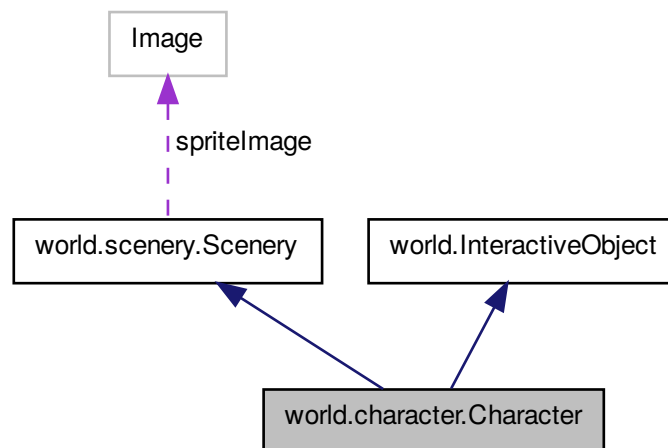 Image
spriteImage
world.scenery.Scenery
world.InteractiveObject
world.character.Character